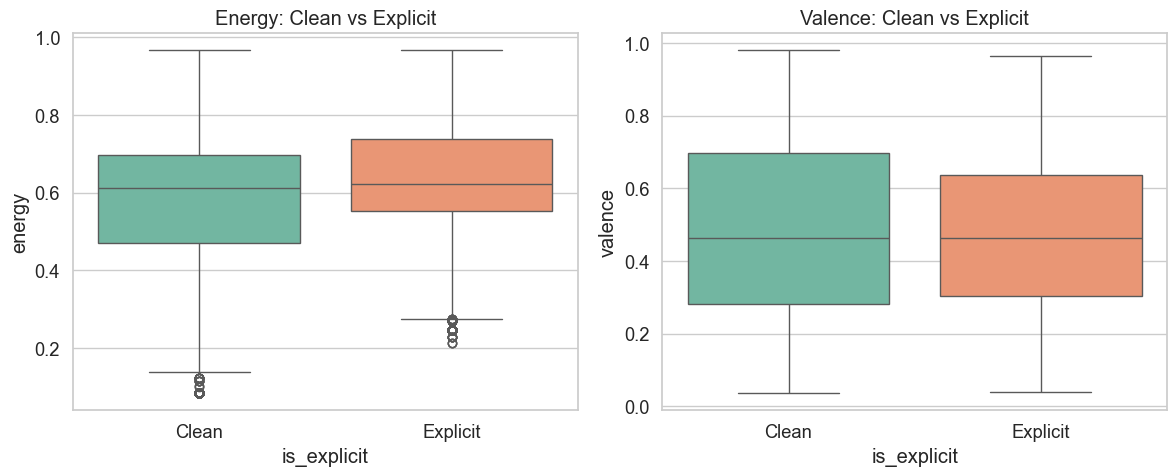 Energy: Clean vs Explicit
1.0
0.8
0.6
0.4
0.2
energy
Clean
Explicit
is_explicit
Valence: Clean vs Explicit
1.0
0.8
0.6
0.4
0.2
0.0
valence
Clean
Explicit
is_explicit